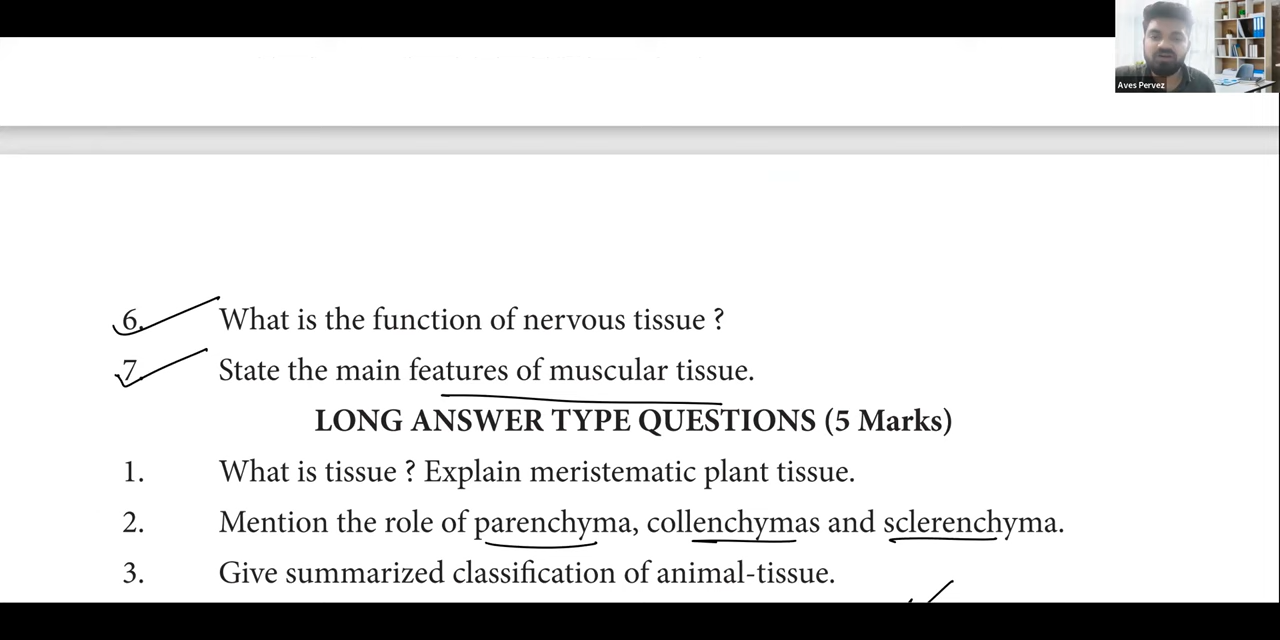 Aves Pervez
6. What is the function of nervous tissue ?
7. State the main features of muscular tissue.
LONG ANSWER TYPE QUESTIONS (5 Marks)
1. What is tissue ? Explain meristematic plant tissue.
2. Mention the role of parenchyma, collenchymas and sclerenchyma.
3. Give summarized classification of animal-tissue.